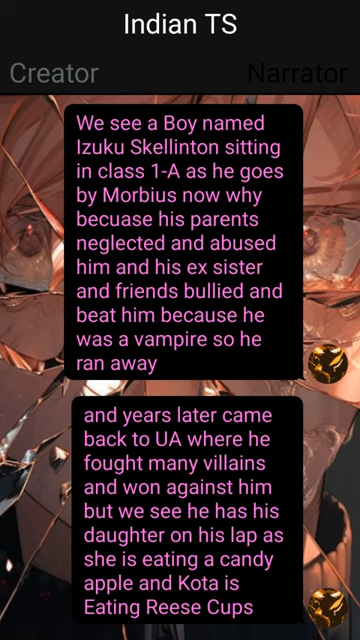 Indian TS
Creator
Narrator
We see a Boy named
Izuku Skellinton sitting
in class 1-A as he goes
by Morbius now why
becuase his parents
neglected and abused
him and his ex sister
and friends bullied and
beat him because he
was a vampire so he
ran away
and years later came
back to UA where he
fought many villains
and won against him
but we see he has his
daughter on his lap as
she is eating a candy
apple and Kota is
Eating Reese Cups